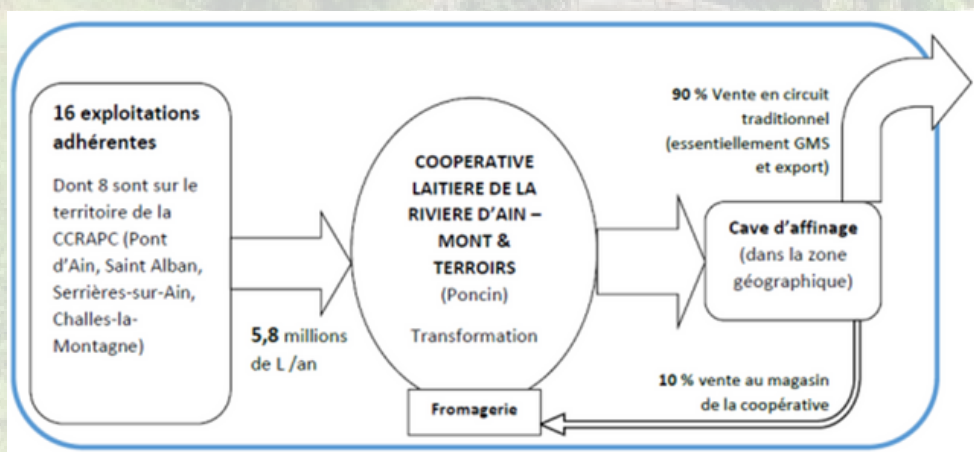 16 exploitations
adhérentes
Dont 8 sont sur le
territoire de la
CCRAPC (Pont
d'Ain, Saint Alban,
Serrières-sur-Ain,
Challes-la-
Montagne)
5,8 millions
de L /an
COOPERATIVE
LAITIERE DE LA
RIVIERE D'AIN –
MONT &
TERROIRS
(Poncin)
Transformation
Fromagerie
90 % Vente en circuit
traditionnel
(essentiellement GMS
et export)
Cave d'affinage
(dans la zone
géographique)
10 % vente au magasin
de la coopérative